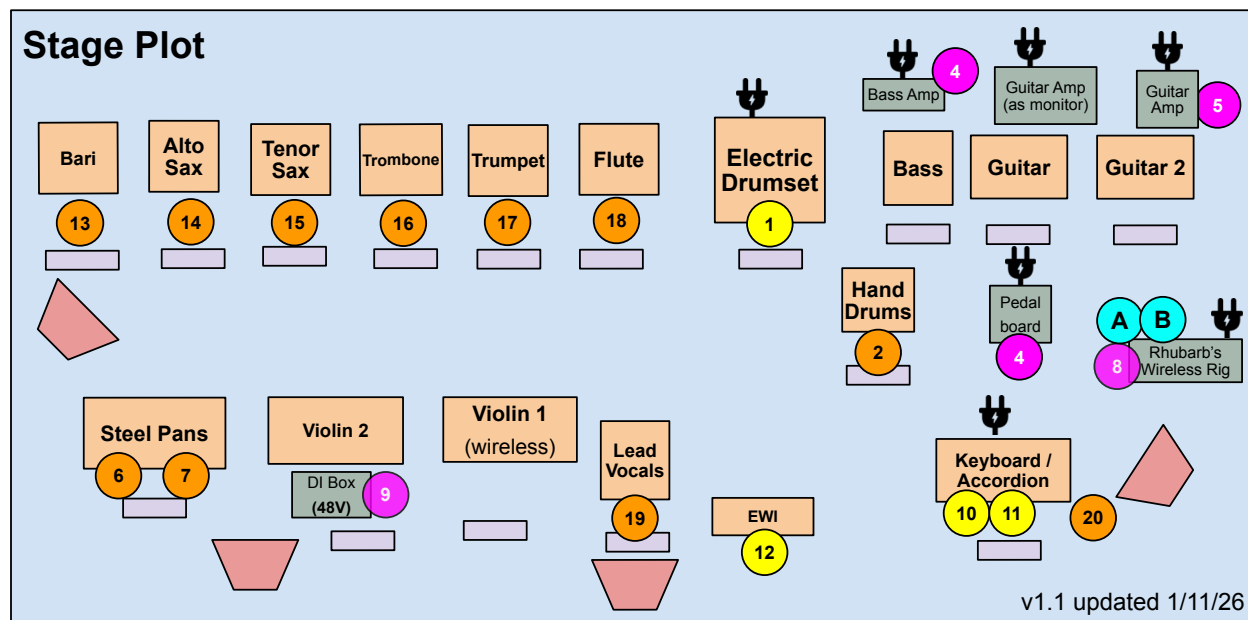 Stage Plot
4
5
Bass Amp
Guitar Amp
(as monitor)
Guitar
Amp
Bari
Alto
Sax
Tenor
Sax
Trombone
Trumpet
Flute
Electric
Drumset
Bass
Guitar
Guitar 2
13
14
15
16
17
18
1
Hand
Drums
2
Pedal
board
4
A
B
8
Rhubarb's
Wireless Rig
Steel Pans
6
7
Violin 2
DI Box
(48V)
9
Violin 1
(wireless)
Lead
Vocals
19
EWI
12
Keyboard /
Accordion
10
11
20
v1.1 updated 1/11/26